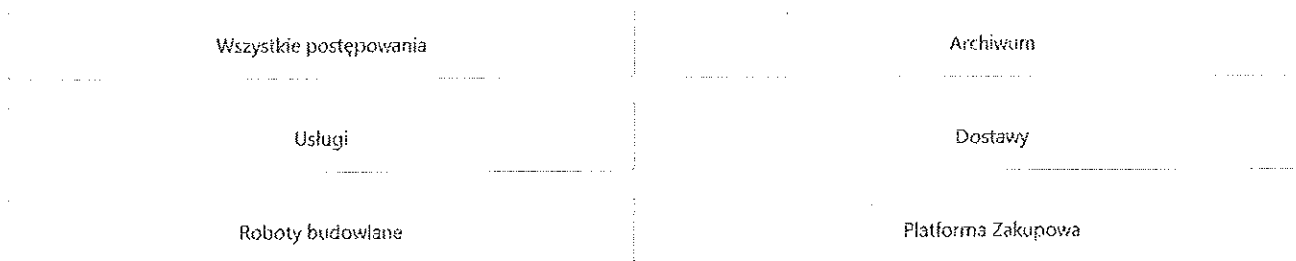 Wszystkie postępowania
Archiwum
Usługi
Dostawy
Roboty budowlane
Platforma Zakupowa